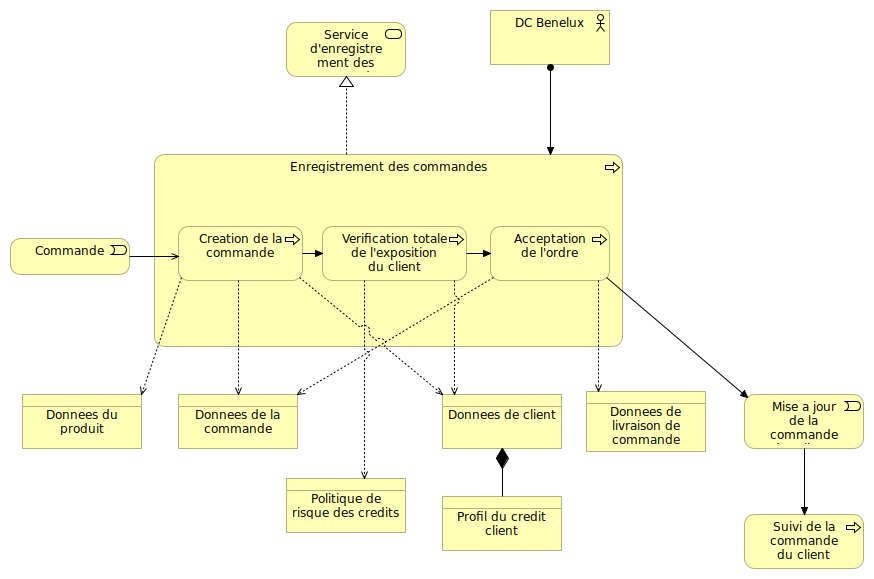 Service
d'enregistre
ment des
DC Benelux
Enregistrement des commandes
Commande
Creation de la
commande
Verification totale
de l'exposition
du client
Acceptation
de l'ordre
Donnees du
produit
Donnees de la
commande
Donnees de client
Donnees de
livraison de
commande
Mise a jour
de la
commande
Politique de
risque des credits
Profil du credit
client
Suivi de la
commande
du client